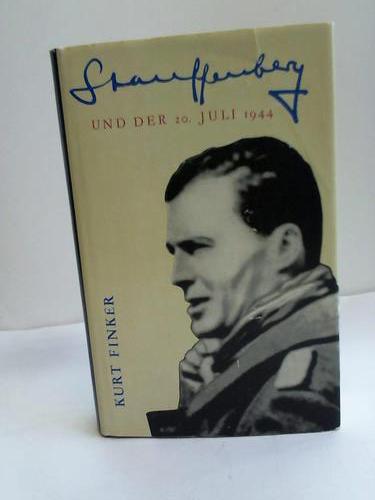 Stauffenberg
UND DER 20. JULI 1944
KURT FINKER